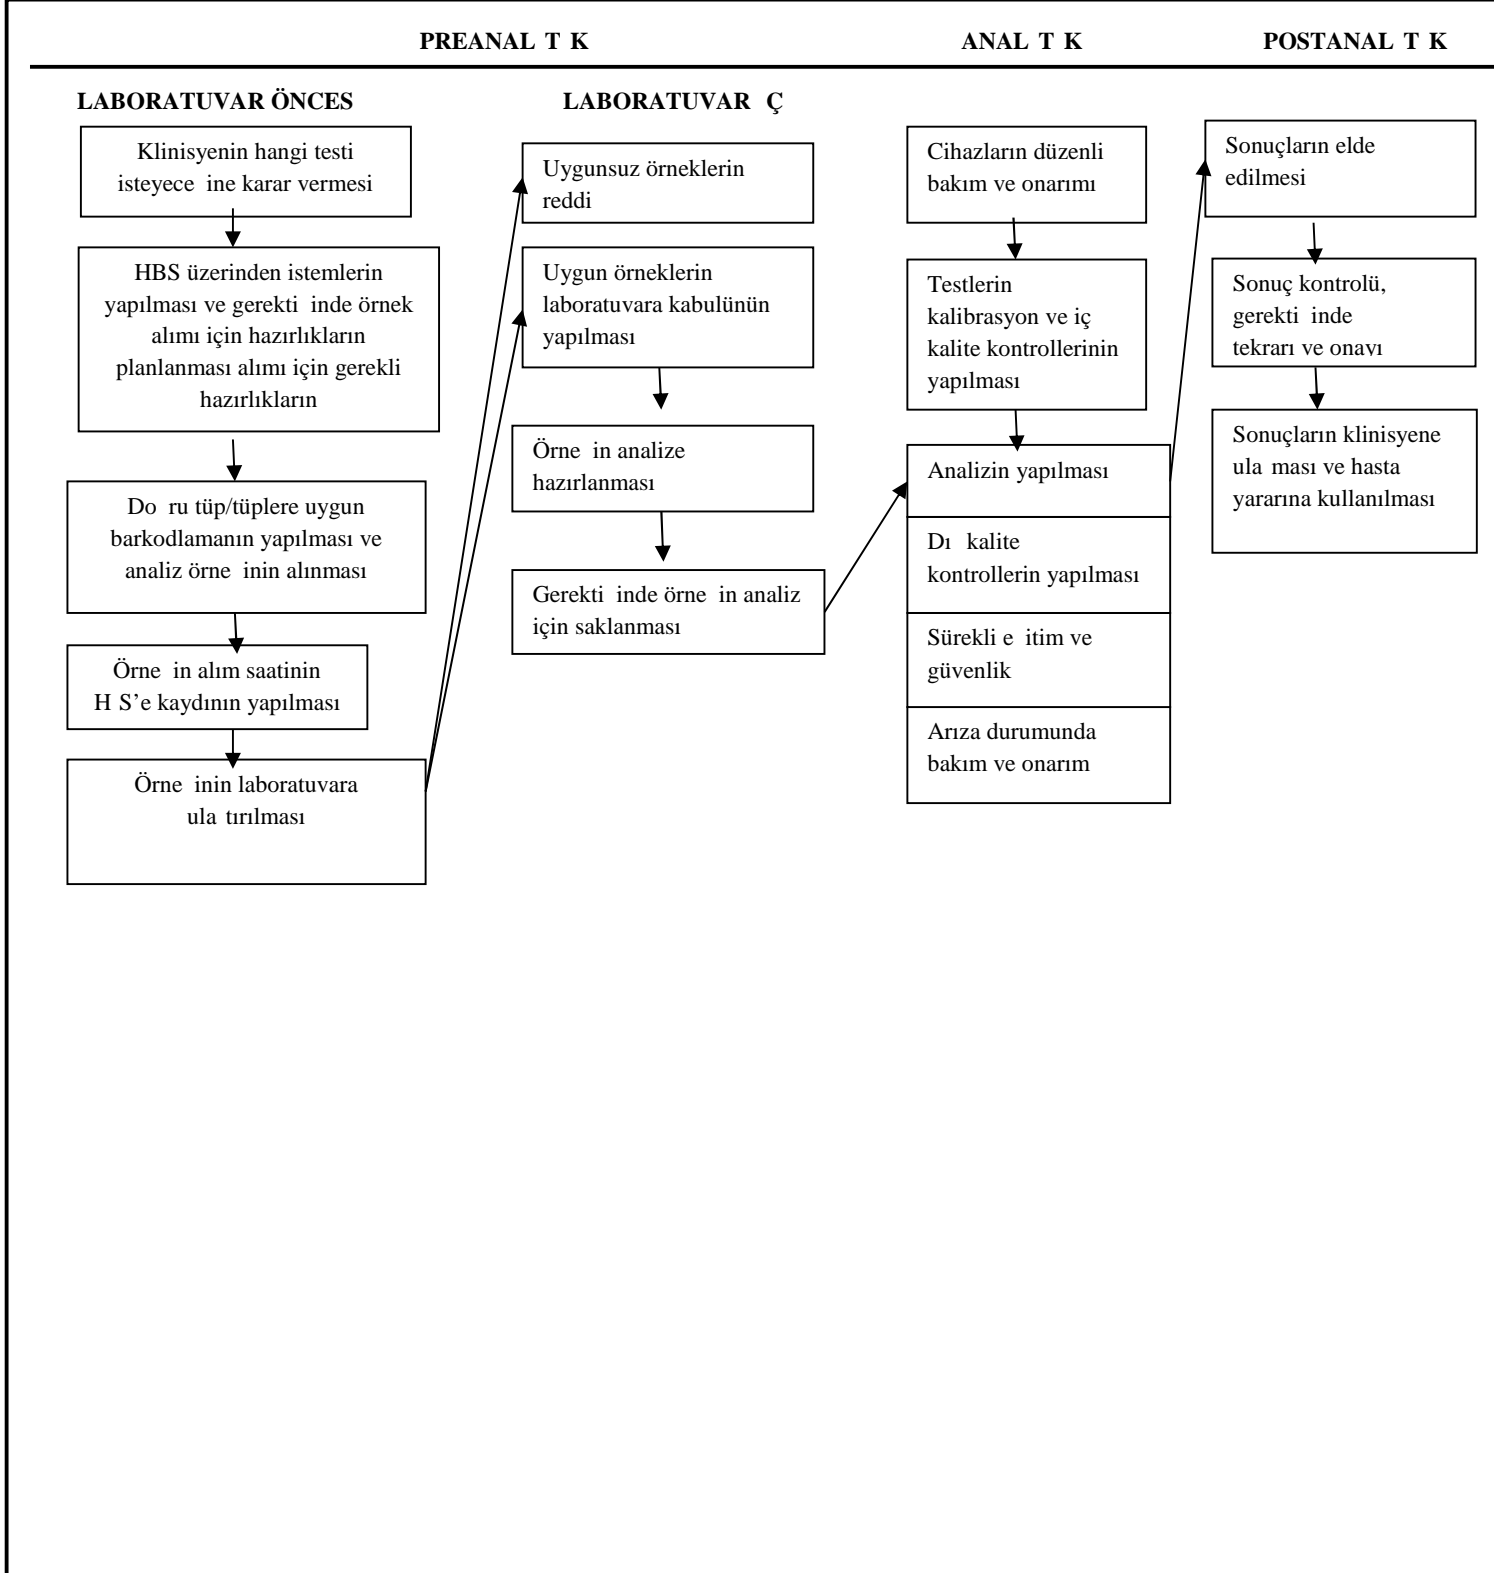 PREANAL T K
ANAL T K
POSTANAL T K
LABORATUVAR ÖNCES
Klinisyenin hangi testi
isteyece ine karar vermesi
HBS üzerinden istemlerin
yapılması ve gerekti inde örnek
alımı için hazırlıkların
planlanması alımı için gerekli
hazırlıkların
Do ru tüp/tüplere uygun
barkodlamanın yapılması ve
analiz örne inin alınması
Örne in alım saatinin
H S’e kaydının yapılması
Örne inin laboratuvara
ula tırılması
LABORATUVAR Ç
Uygunsuz örneklerin
reddi
Uygun örneklerin
laboratuvara kabulünün
yapılması
Örne in analize
hazırlanması
Gerekti inde örne in analiz
için saklanması
Cihazların düzenli
bakım ve onarımı
Testlerin
kalibrasyon ve iç
kalite kontrollerinin
yapılması
Analizin yapılması
Dı kalite
kontrollerin yapılması
Sürekli e itim ve
güvenlik
Arıza durumunda
bakım ve onarım
Sonuçların elde
edilmesi
Sonuç kontrolü,
gerekti inde
tekrarı ve onayı
Sonuçların klinisyene
ula ması ve hasta
yararına kullanılması